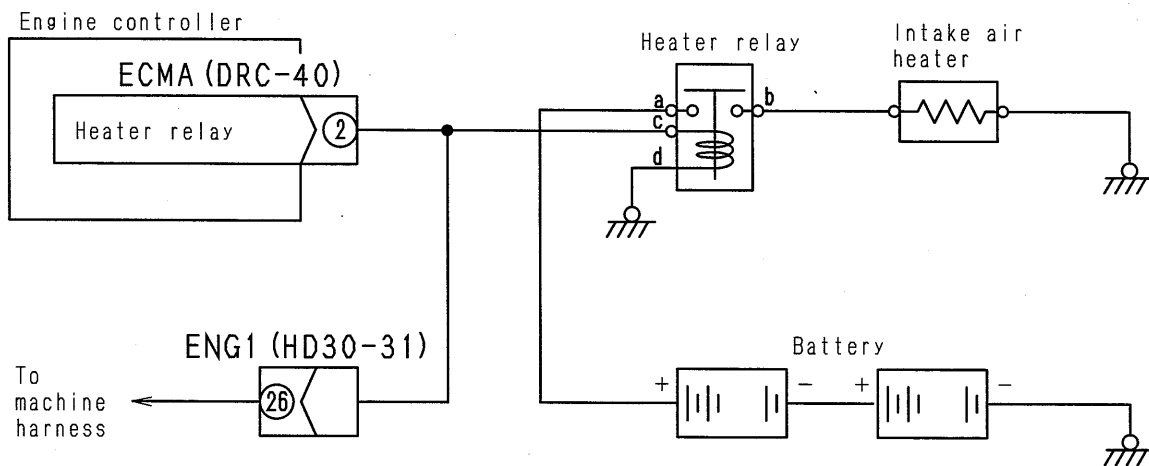 Engine controller
ECMA (DRC-40)
Heater relay
2
Heater relay
a
b
c
d
Intake air
heater
ENG1 (HD30-31)
26
To
machine
harness
Battery
+
-
+
-